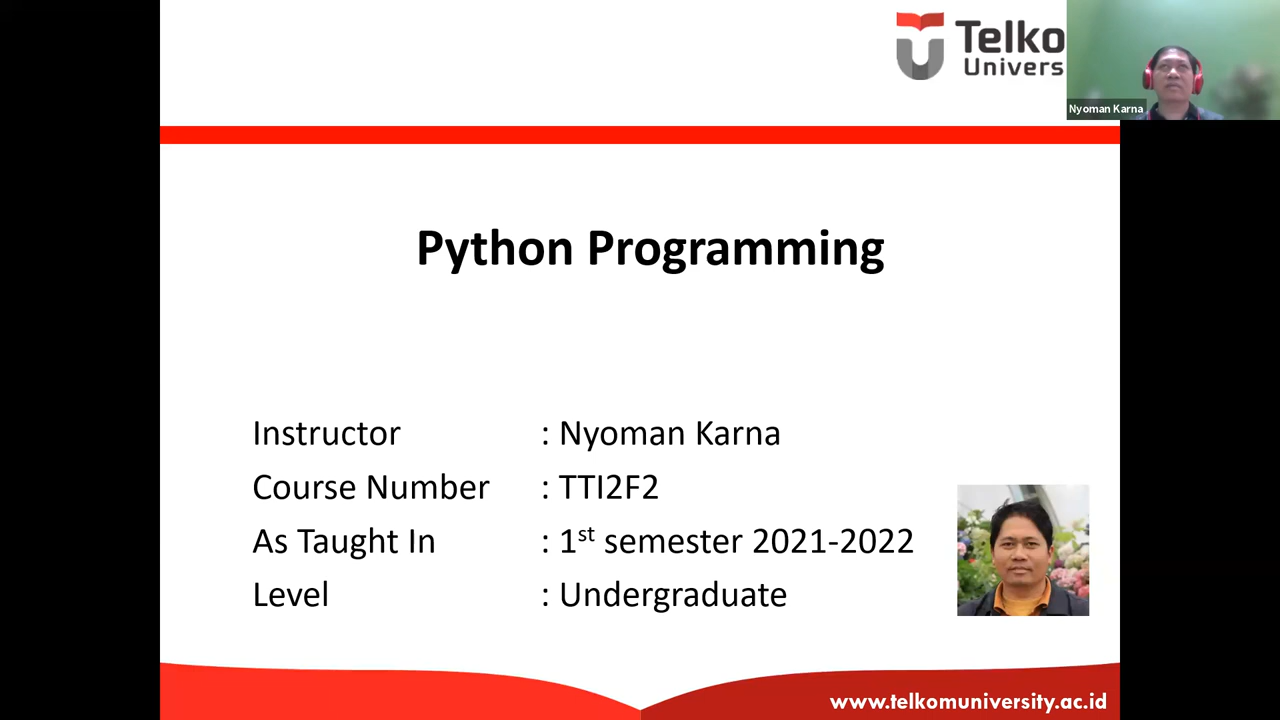 Telko
Univers
Nyoman Karna
Python Programming
Instructor : Nyoman Karna
Course Number : TTI2F2
As Taught In : 1st semester 2021-2022
Level : Undergraduate
www.telkomuniversity.ac.id